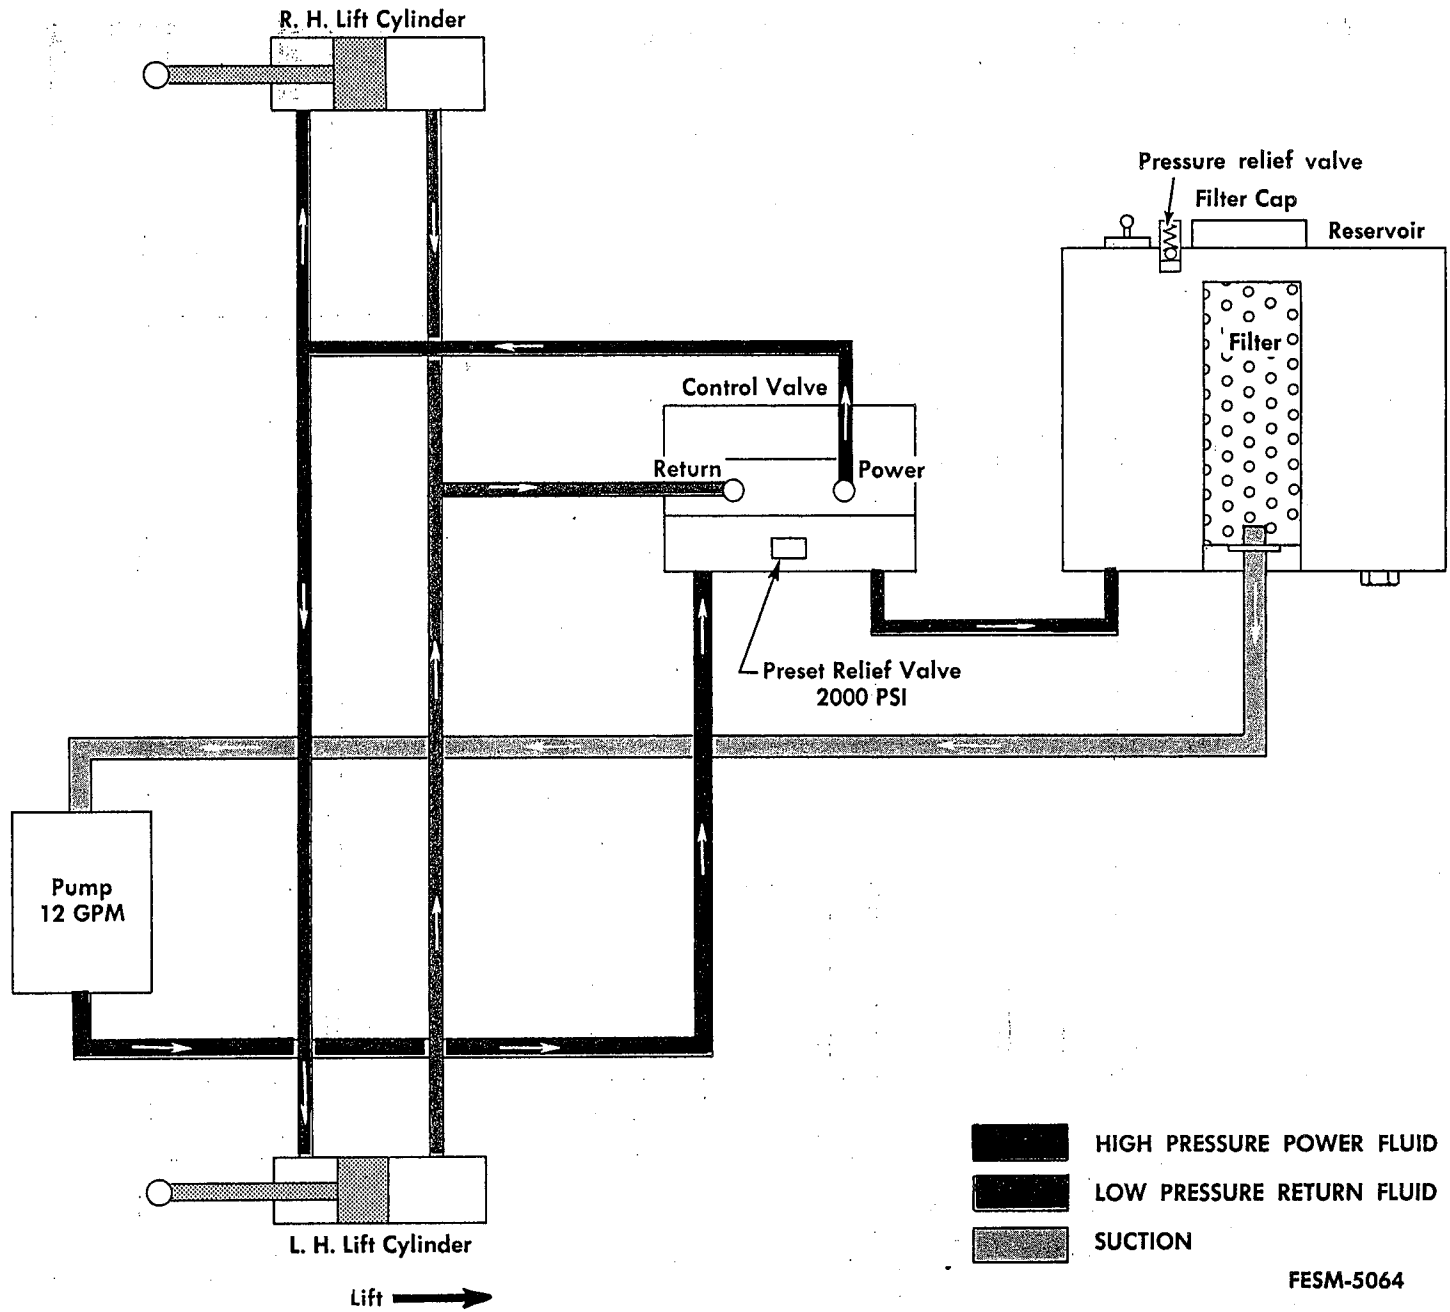 R. H. Lift Cylinder
Pressure relief valve
Filter Cap
Reservoir
Filter
Control Valve
Return
Power
Preset Relief Valve
2000 PSI
Pump
12 GPM
HIGH PRESSURE POWER FLUID
LOW PRESSURE RETURN FLUID
SUCTION
L. H. Lift Cylinder
FESM-5064
Lift